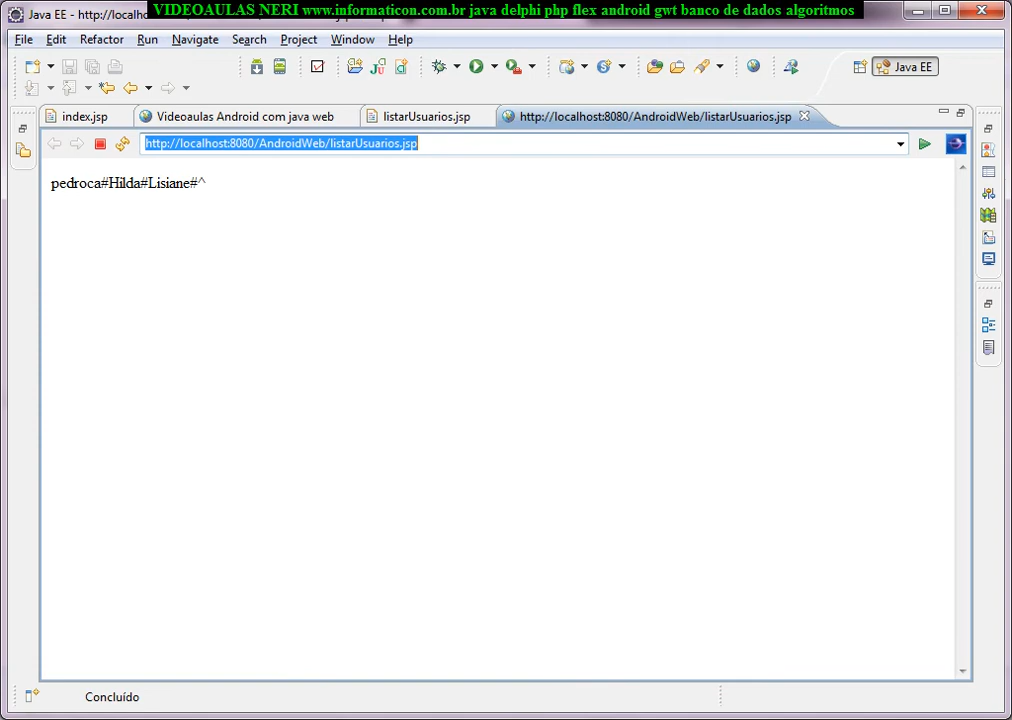 VIDEOAULAS NERI www.informaticon.com.br java delphi php flex android gwt banco de dados algoritmos
Java EE - http://localho
File Edit Refactor Run Navigate Search Project Window Help
Java EE
index.jsp Videoaulas Android com java web listarUsuarios.jsp http://localhost:8080/AndroidWeb/listarUsuarios.jsp
http://localhost:8080/AndroidWeb/listarUsuarios.jsp
pedroca#Hilda#Lisiane#^
Concluído